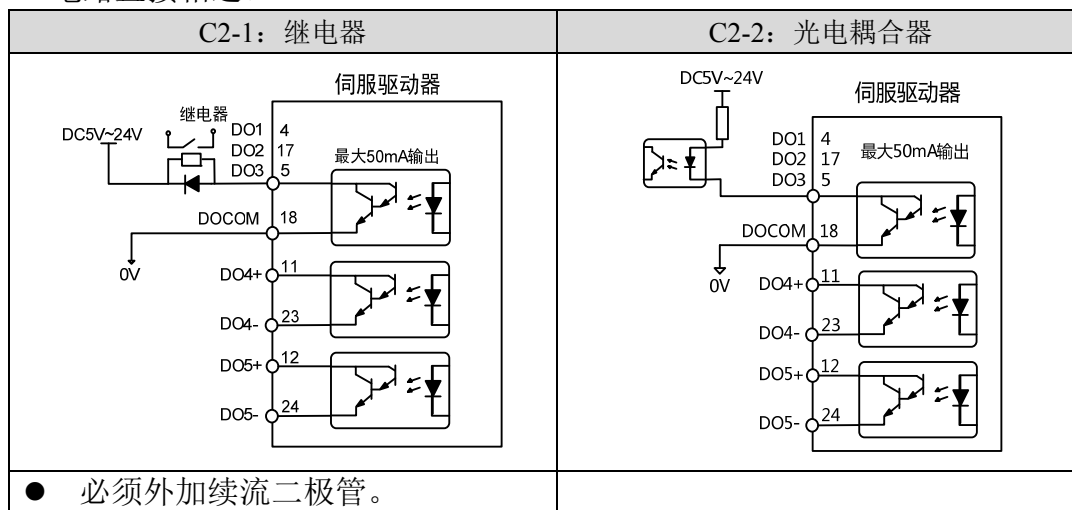 C2-1：继电器
C2-2：光电耦合器
伺服驱动器
继电器
DC5V~24V
DO1 4
DO2 17
DO3 5
最大50mA输出
DOCOM 18
0V
DO4+ 11
DO4- 23
DO5+ 12
DO5- 24
DC5V~24V
伺服驱动器
DO1 4
DO2 17
DO3 5
最大50mA输出
DOCOM 18
0V
DO4+ 11
DO4- 23
DO5+ 12
DO5- 24
● 必须外加续流二极管。